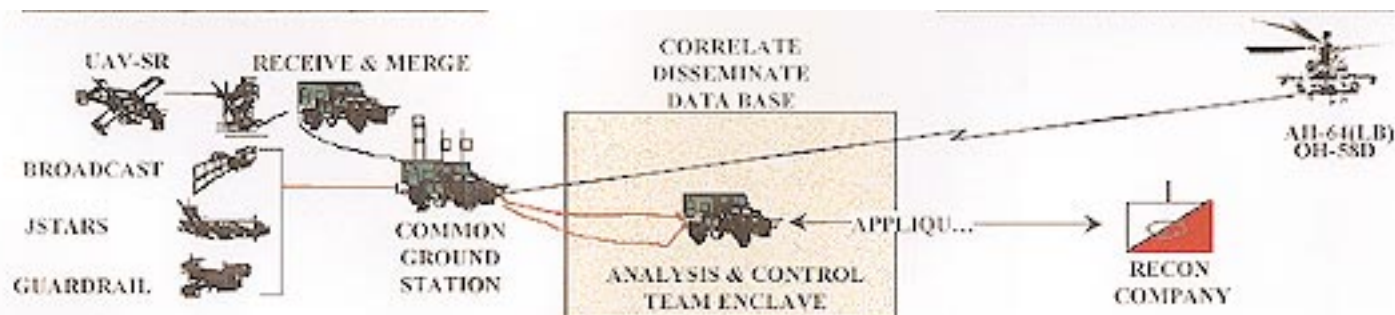 UAV-SR
RECEIVE & MERGE
CORRELATE
DISSEMINATE
DATA BASE
AH-64(LB)
OH-58D
BROADCAST
JSTARS
GUARDRAIL
COMMON
GROUND
STATION
APPLIQU...
ANALYSIS & CONTROL
TEAM ENCLAVE
RECON
COMPANY